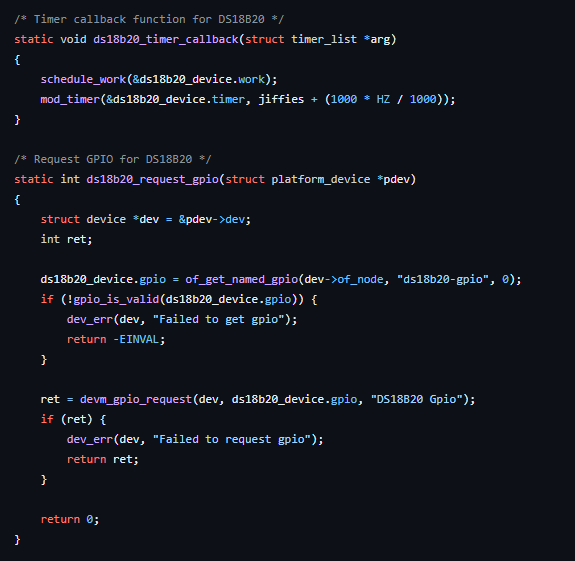 /* Timer callback function for DS18B20 */
static void ds18b20_timer_callback(struct timer_list *arg)
{
    schedule_work(&ds18b20_device.work);
    mod_timer(&ds18b20_device.timer, jiffies + (1000 * HZ / 1000));
}

/* Request GPIO for DS18B20 */
static int ds18b20_request_gpio(struct platform_device *pdev)
{
    struct device *dev = &pdev->dev;
    int ret;

    ds18b20_device.gpio = of_get_named_gpio(dev->of_node, "ds18b20-gpio", 0);
    if (!gpio_is_valid(ds18b20_device.gpio)) {
        dev_err(dev, "Failed to get gpio");
        return -EINVAL;
    }

    ret = devm_gpio_request(dev, ds18b20_device.gpio, "DS18B20 Gpio");
    if (ret) {
        dev_err(dev, "Failed to request gpio");
        return ret;
    }

    return 0;
}